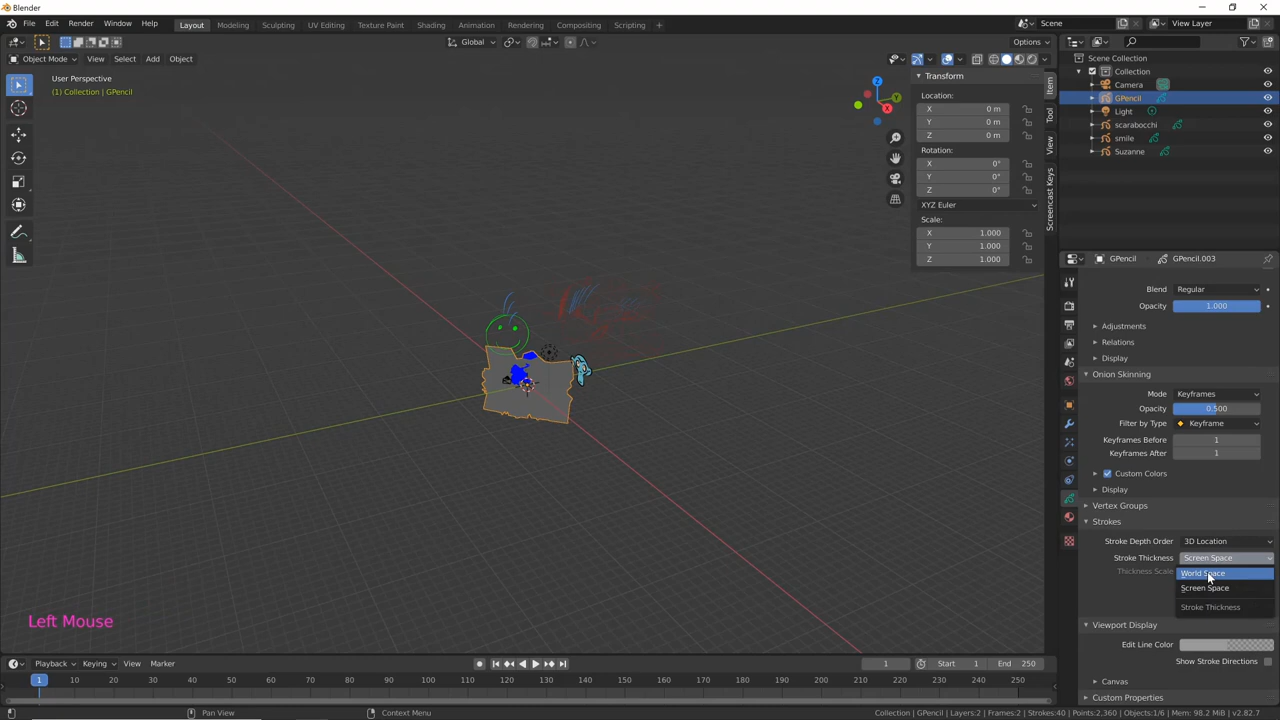 Blender
File Edit Render Window Help Layout Modeling Sculpting UV Editing Texture Paint Shading Animation Rendering Compositing Scripting + Scene View Layer
Global Options
Object Mode View Select Add Object
User Perspective
(1) Collection | GPencil
Transform
Location:
X 0 m
Y 0 m
Z 0 m
Rotation:
X 0°
Y 0°
Z 0°
XYZ Euler
Scale:
X 1.000
Y 1.000
Z 1.000
Item
Tool
View
Screencast Keys
Z
Y
X
Scene Collection
Collection
Camera
GPencil
Light
scarabocchi
smile
Suzanne
GPencil GPencil.003
Blend Regular
Opacity 1.000
Adjustments
Relations
Display
Onion Skinning
Mode Keyframes
Opacity 0.500
Filter by Type Keyframe
Keyframes Before 1
Keyframes After 1
Custom Colors
Display
Vertex Groups
Strokes
Stroke Depth Order 3D Location
Stroke Thickness Screen Space
Thickness Scale World Space
Screen Space
Stroke Thickness
Viewport Display
Edit Line Color
Show Stroke Directions
Canvas
Custom Properties
Left Mouse
Playback Keying View Marker 1 Start 1 End 250
1 10 20 30 40 50 60 70 80 90 100 110 120 130 140 150 160 170 180 190 200 210 220 230 240 250
Pan View Context Menu Collection | GPencil | Layers:2 | Frames:2 | Strokes:40 | Points:2,360 | Objects:1/6 | Mem: 98.2 MiB | v2.82.7